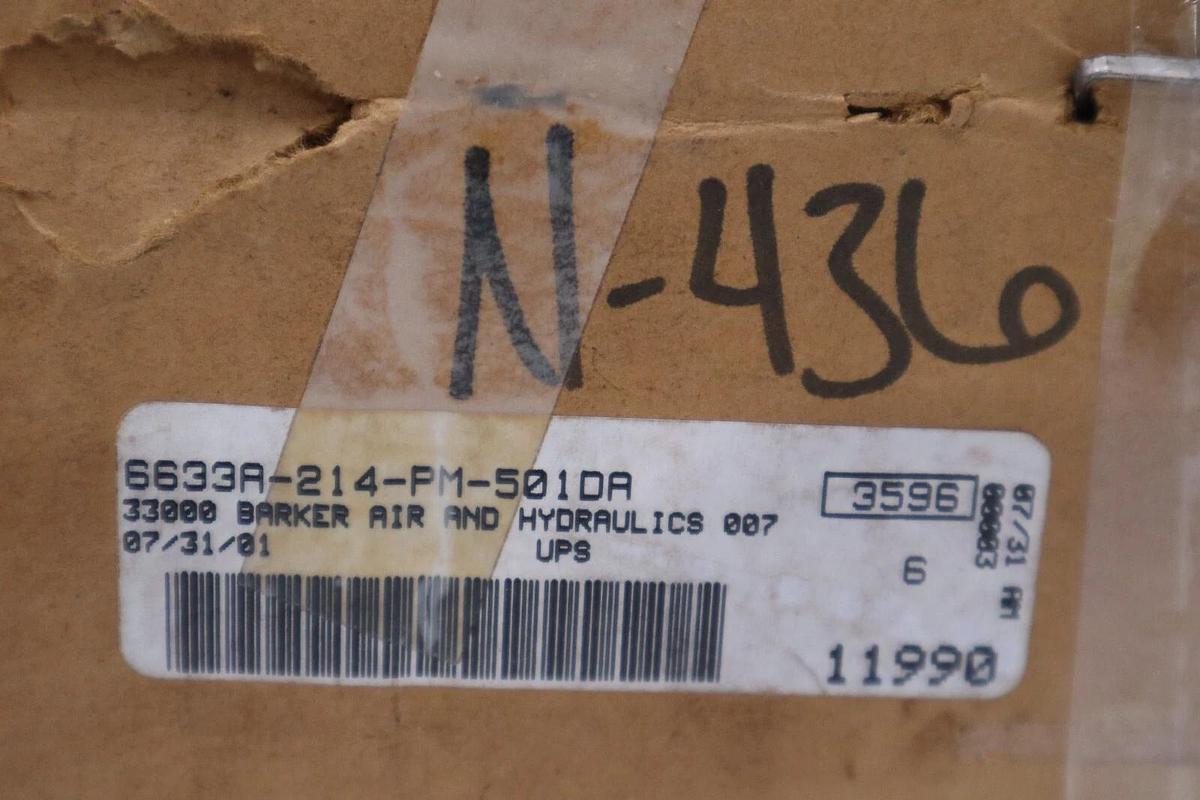 N-436
6633A-214-PM-501DA
33000 BARKER AIR AND HYDRAULICS 007
07/31/01 UPS
3596
6
11990
07/31 AM
000003